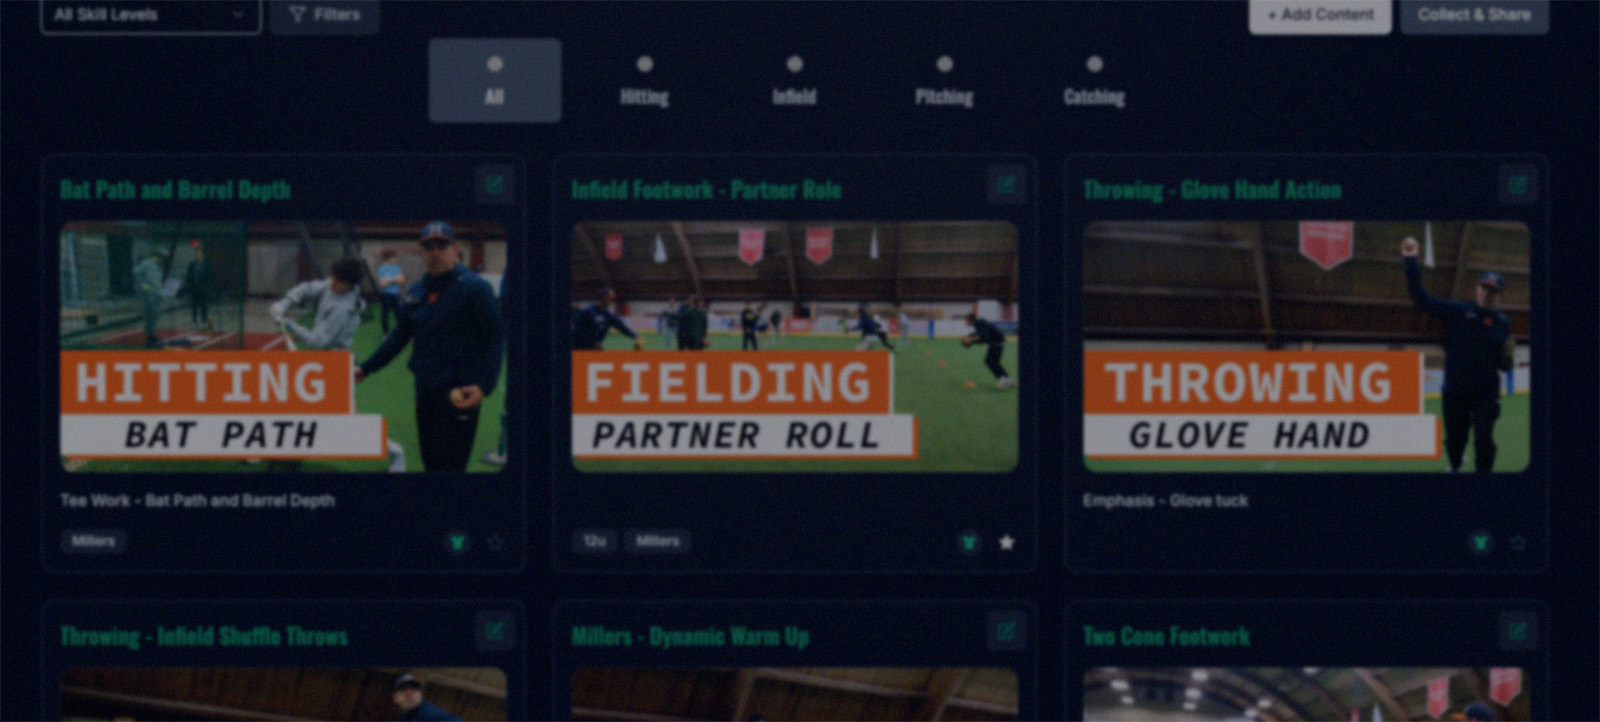 All Skill Levels
Filters
+ Add Content
Collect & Share
All
Hitting
Infield
Pitching
Catching
Bat Path and Barrel Depth
Infield Footwork - Partner Role
Throwing - Glove Hand Action
HITTING
BAT PATH
FIELDING
PARTNER ROLL
THROWING
GLOVE HAND
Tee Work - Bat Path and Barrel Depth
Emphasis - Glove tuck
Millers
12u
Millers
Throwing - Infield Shuffle Throws
Millers - Dynamic Warm Up
Two Cone Footwork